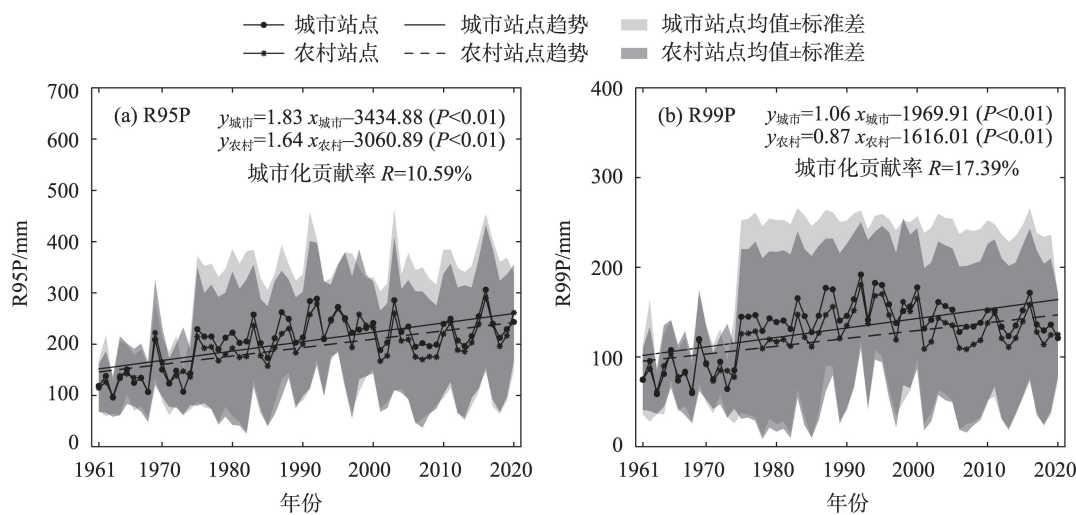 城市站点 城市站点趋势 城市站点均值±标准差
农村站点 农村站点趋势 农村站点均值±标准差
(a) R95P
y城市=1.83 x城市–3434.88 (P<0.01)
y农村=1.64 x农村–3060.89 (P<0.01)
城市化贡献率 R=10.59%
700
600
500
400
300
200
100
0
R95P/mm
1961 1970 1980 1990 2000 2010 2020
年份
(b) R99P
y城市=1.06 x城市–1969.91 (P<0.01)
y农村=0.87 x农村–1616.01 (P<0.01)
城市化贡献率 R=17.39%
400
300
200
100
0
R99P/mm
1961 1970 1980 1990 2000 2010 2020
年份